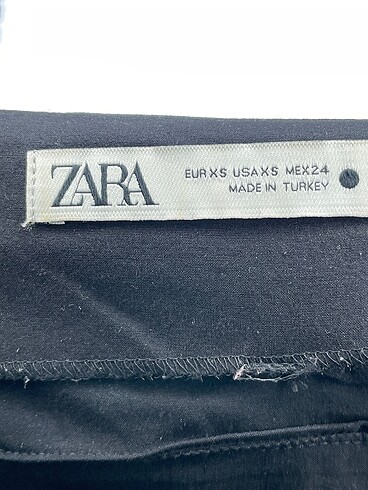 ZARA
EUR XS USA XS MEX 24
MADE IN TURKEY